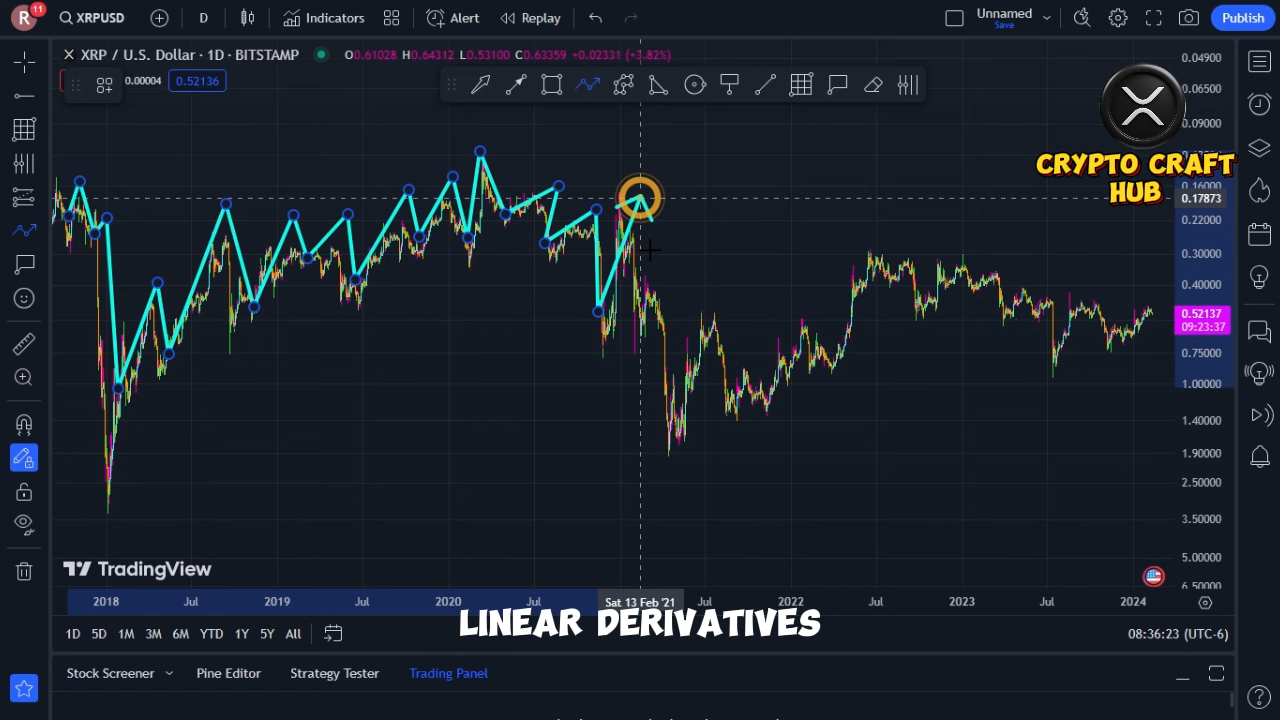 R 11 XRPUSD D Indicators Alert Replay Unnamed Save Publish
XRP / U.S. Dollar · 1D · BITSTAMP O0.61028 H0.64312 L0.53100 C0.63359 +0.02331 (+3.82%)
0.00004 0.52136
0.04900
0.06500
0.09000
CRYPTO CRAFT
HUB
0.16000
0.17873
0.22000
0.30000
0.40000
0.52137
09:23:37
0.75000
1.00000
1.40000
1.90000
2.50000
3.50000
5.00000
6.50000
TradingView
2018 Jul 2019 Jul 2020 Jul Sat 13 Feb '21 Jul 2022 Jul 2023 Jul 2024
LINEAR DERIVATIVES
1D 5D 1M 3M 6M YTD 1Y 5Y All 08:36:23 (UTC-6)
Stock Screener Pine Editor Strategy Tester Trading Panel